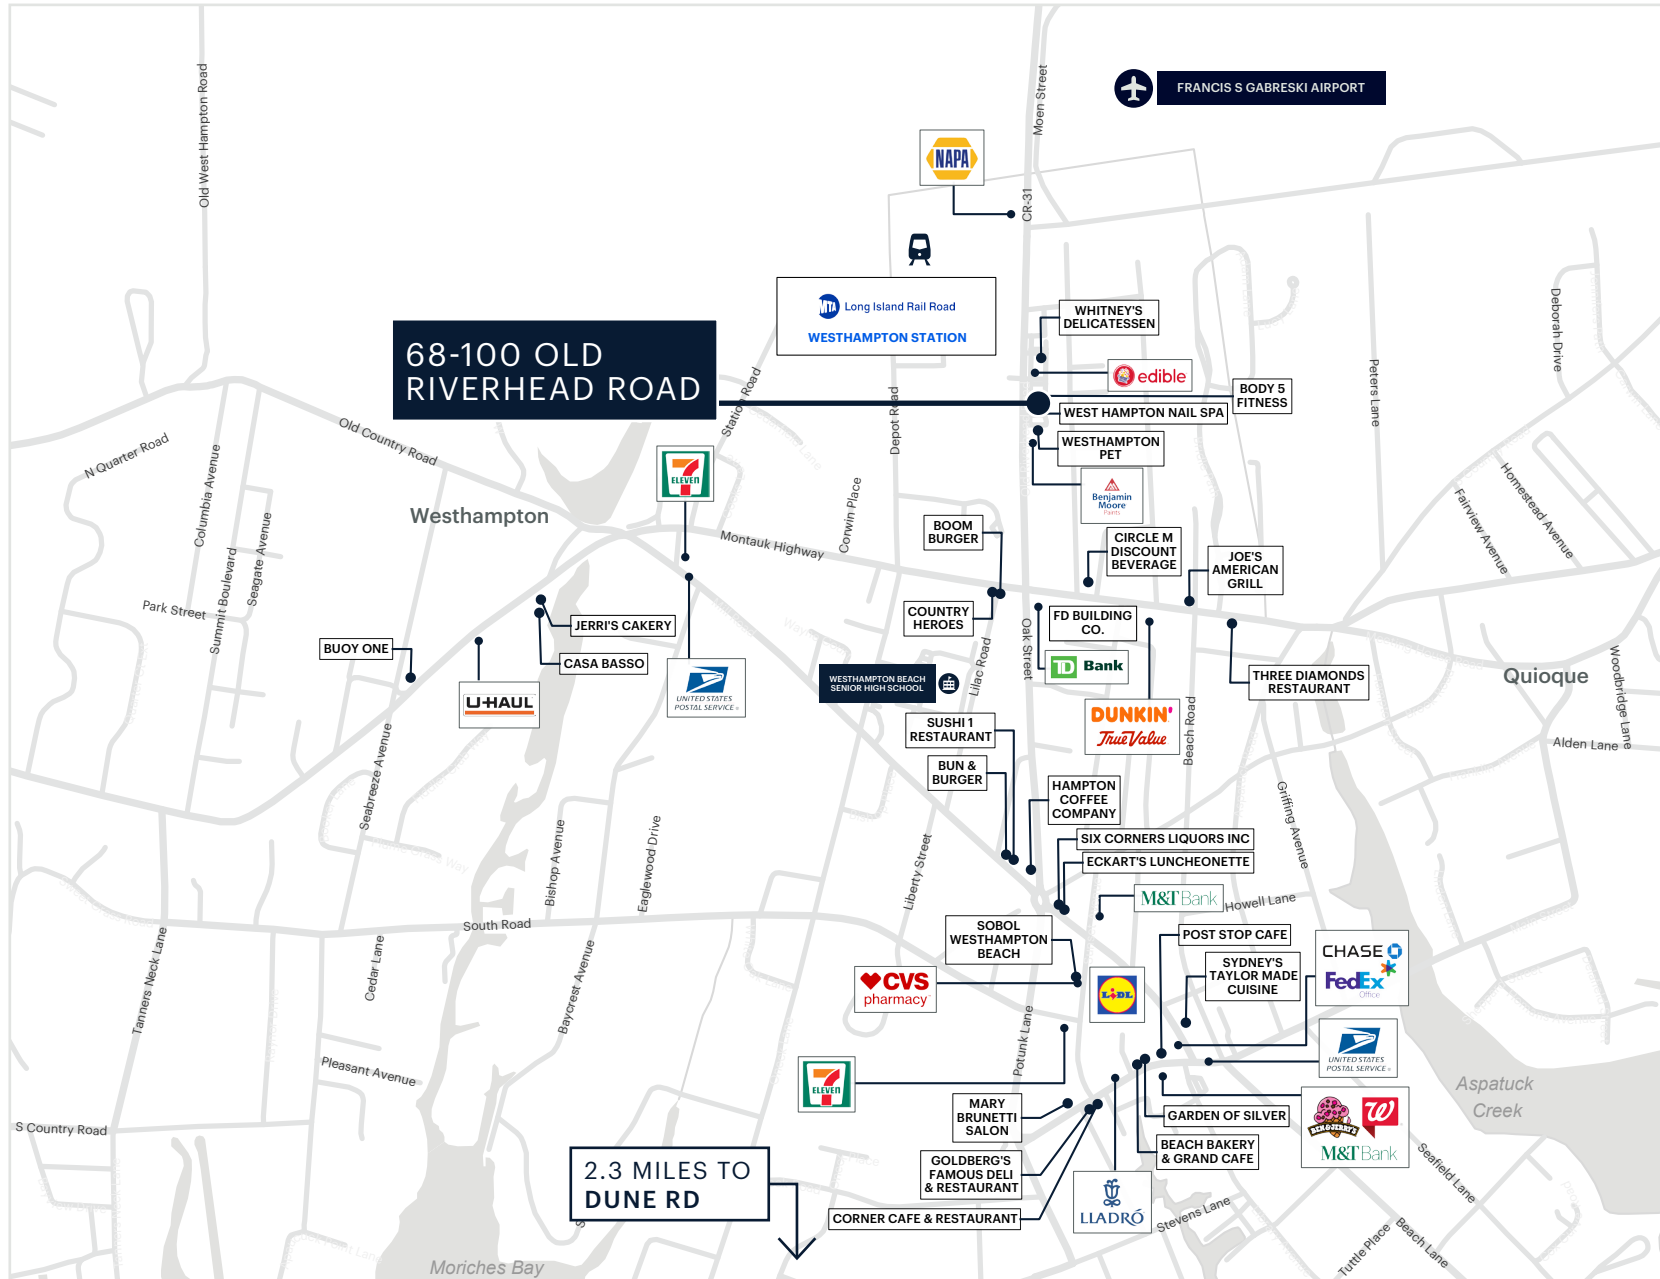 FRANCIS S GABRESKI AIRPORT
Old West Hampton Road
Moen Street
NAPA
CR-31
MTA Long Island Rail Road
WESTHAMPTON STATION
WHITNEY'S
DELICATESSEN
edible
68-100 OLD
RIVERHEAD ROAD
BODY 5
FITNESS
WEST HAMPTON NAIL SPA
WESTHAMPTON
PET
Benjamin
Moore
Paints
Deborah Drive
Peters Lane
Station Road
Depot Road
Old Country Road
N Quarter Road
Columbia Avenue
Seagate Avenue
Summit Boulevard
Park Street
Westhampton
7
ELEVEN
Montauk Highway
Corwin Place
BOOM
BURGER
CIRCLE M
DISCOUNT
BEVERAGE
JOE'S
AMERICAN
GRILL
Homestead Avenue
Fairview Avenue
COUNTRY
HEROES
FD BUILDING
CO.
Oak Street
Lilac Road
TD Bank
JERRI'S CAKERY
BUOY ONE
CASA BASSO
U-HAUL
UNITED STATES
POSTAL SERVICE
WESTHAMPTON BEACH
SENIOR HIGH SCHOOL
THREE DIAMONDS
RESTAURANT
Quioque
Woodbridge Lane
Alden Lane
DUNKIN'
True Value
Beach Road
SUSHI 1
RESTAURANT
BUN &
BURGER
HAMPTON
COFFEE
COMPANY
SIX CORNERS LIQUORS INC
ECKART'S LUNCHEONETTE
Griffing Avenue
Seabreeze Avenue
Bishop Avenue
Eaglewood Drive
Liberty Street
M&T Bank
Howell Lane
South Road
SOBOL
WESTHAMPTON
BEACH
POST STOP CAFE
SYDNEY'S
TAYLOR MADE
CUISINE
CHASE
FedEx
Office
Tanners Neck Lane
Cedar Lane
Baycrest Avenue
CVS
pharmacy
LIDL
Potunk Lane
UNITED STATES
POSTAL SERVICE
Pleasant Avenue
7
ELEVEN
Aspatuck
Creek
MARY
BRUNETTI
SALON
GARDEN OF SILVER
BEN & JERRY'S
W
M&T Bank
S Country Road
BEACH BAKERY
& GRAND CAFE
GOLDBERG'S
FAMOUS DELI
& RESTAURANT
2.3 MILES TO
DUNE RD
CORNER CAFE & RESTAURANT
LLADRÓ
Stevens Lane
Seafield Lane
Beach Lane
Tuttle Place
Moriches Bay